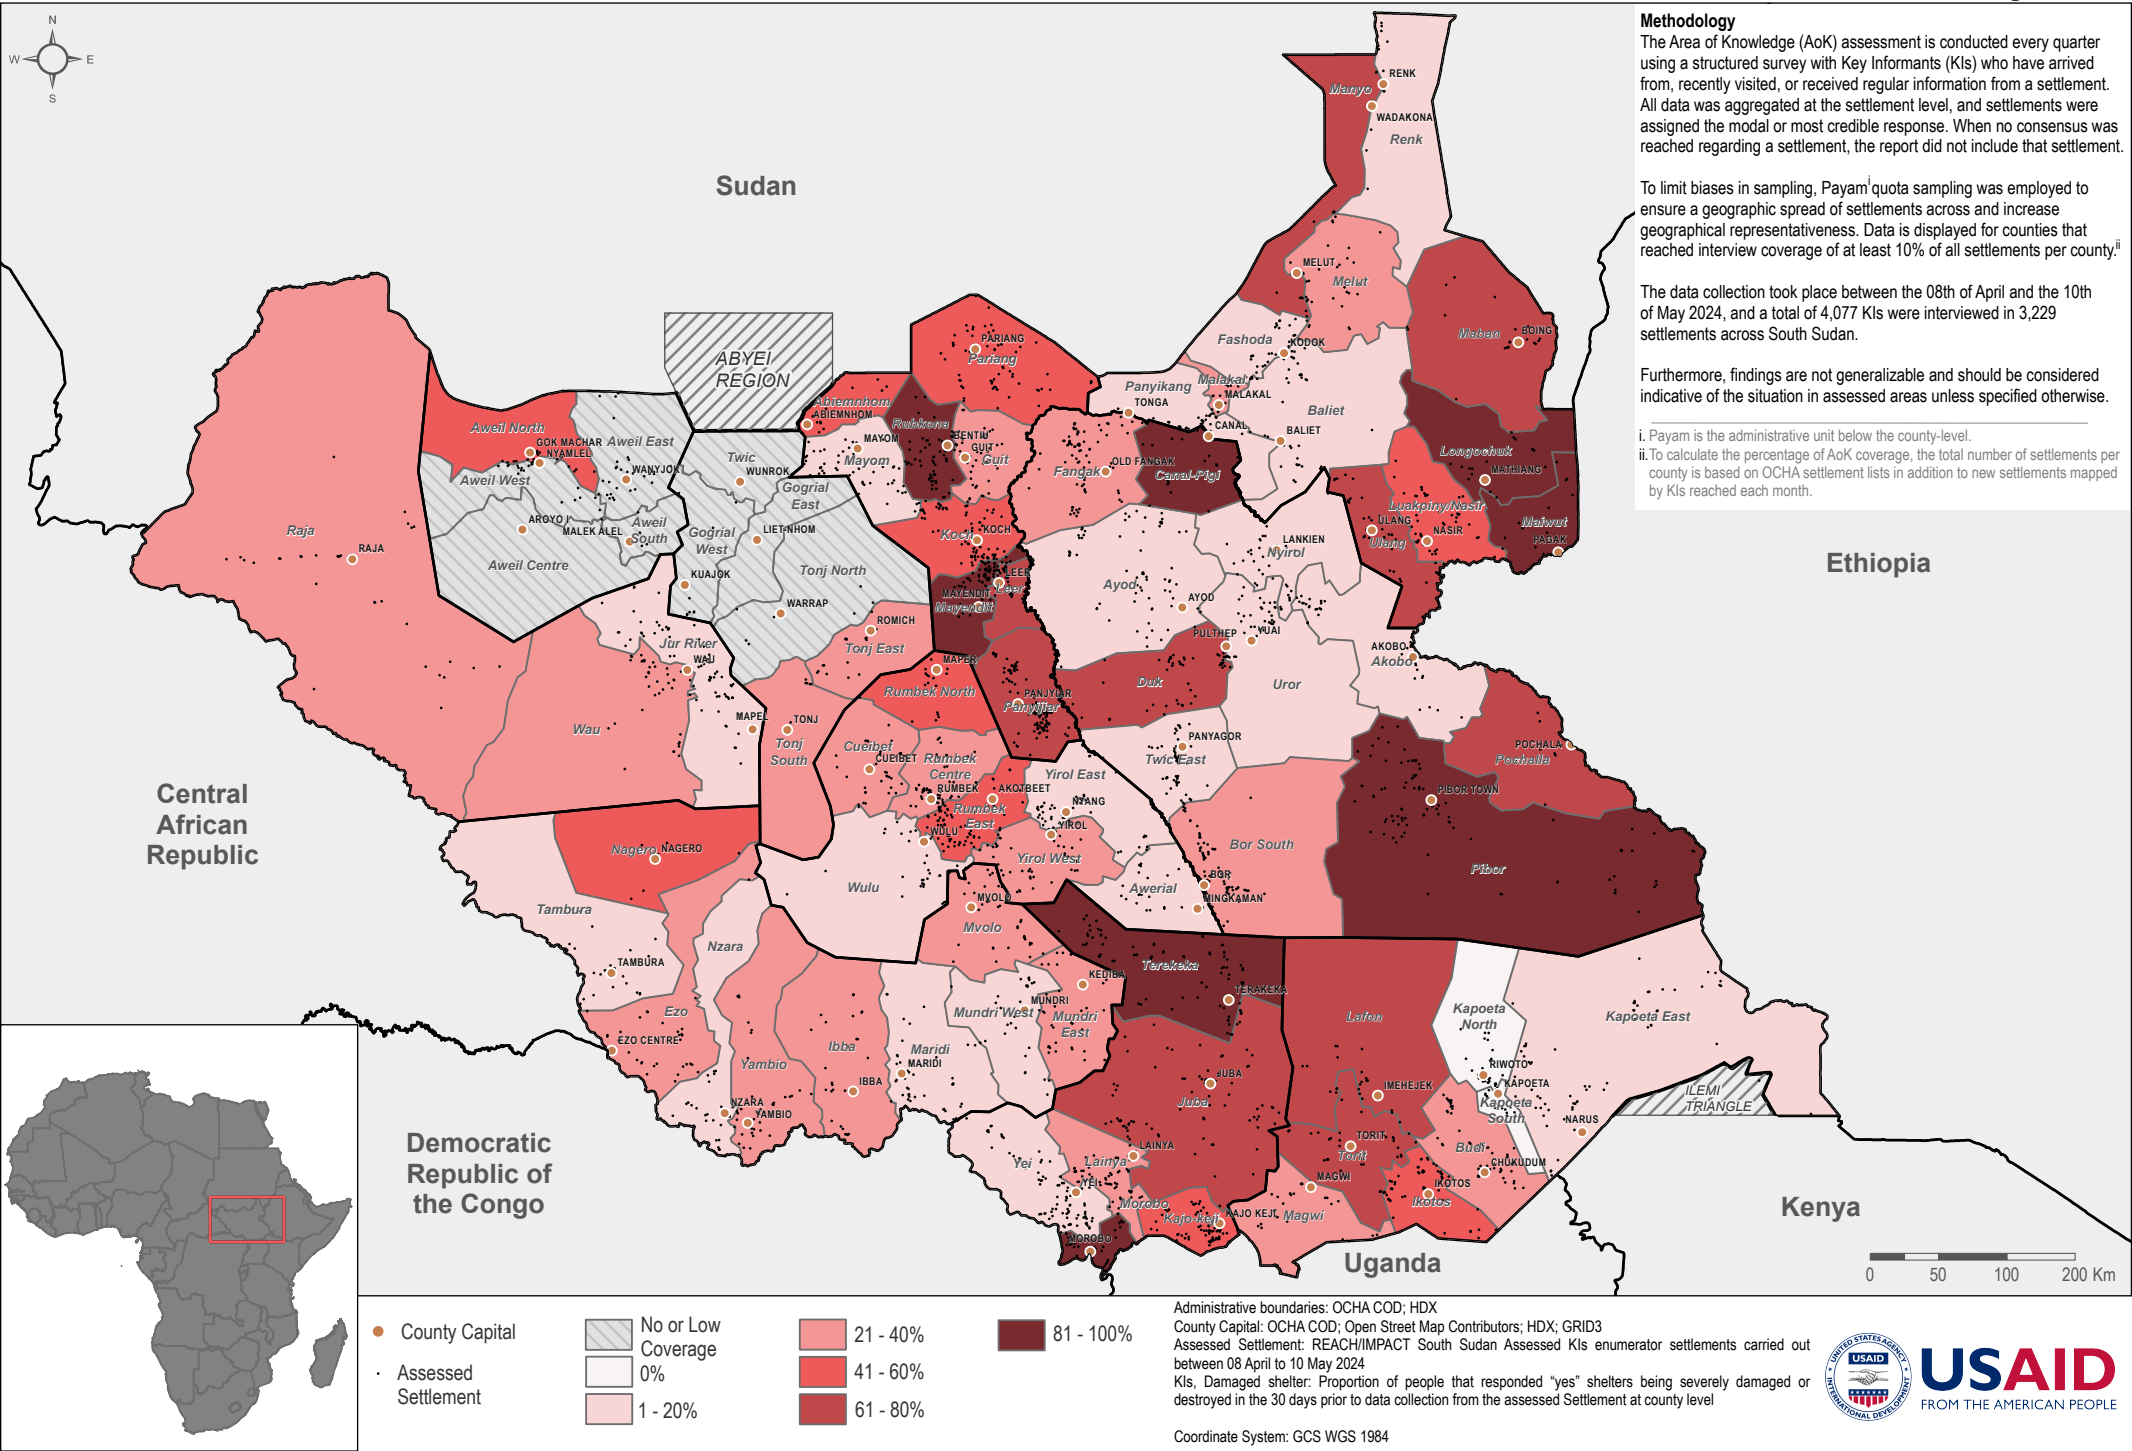 N
W
E
S
Methodology
The Area of Knowledge (AoK) assessment is conducted every quarter
using a structured survey with Key Informants (KIs) who have arrived
from, recently visited, or received regular information from a settlement.
All data was aggregated at the settlement level, and settlements were
assigned the modal or most credible response. When no consensus was
reached regarding a settlement, the report did not include that settlement.
To limit biases in sampling, Payam i quota sampling was employed to
ensure a geographic spread of settlements across and increase
geographical representativeness. Data is displayed for counties that
reached interview coverage of at least 10% of all settlements per county. ii
The data collection took place between the 08th of April and the 10th
of May 2024, and a total of 4,077 KIs were interviewed in 3,229
settlements across South Sudan.
Furthermore, findings are not generalizable and should be considered
indicative of the situation in assessed areas unless specified otherwise.
i. Payam is the administrative unit below the county-level.
ii. To calculate the percentage of AoK coverage, the total number of settlements per
county is based on OCHA settlement lists in addition to new settlements mapped
by KIs reached each month.
Sudan
Ethiopia
Kenya
Uganda
Central
African
Republic
Democratic
Republic of
the Congo
ABYEI
REGION
ILEMI
TRIANGLE
RENK
Manyo
WADAKONA
Renk
MELUT
Melut
Maban
BOING
Fashoda
KODOK
PARIANG
Pariang
Panyikang
TONGA
Malakal
MALAKAL
Baliet
BALIET
CANAL
Canal-Pigi
Abiemnhom
ABIEMNHOM
Rubkona
BENTIU
GUIT
Guit
MAYOM
Mayom
Fangak
OLD FANGAK
Longochuk
MATHIANG
Luakpiny/Nasir
NASIR
ULANG
Ulang
Maiwut
PAGAK
Aweil North
GOK MACHAR
NYAMLEL
Aweil East
WANYJOK
Aweil West
AROYO
MALEK ALEL
Aweil
South
Aweil Centre
Twic
WUNROK
Gogrial
East
Gogrial
West
LIET-NHOM
KUAJOK
Tonj North
WARRAP
Raja
RAJA
Koch
KOCH
LEER
Leer
MAYENDIT
Mayendit
Ayod
AYOD
LANKIEN
Nyirol
PULTHEP
YUAI
Uror
AKOBO
Akobo
Duk
Jur River
WAU
Wau
MAPEL
TONJ
Tonj
South
ROMICH
Tonj East
MAPER
Rumbek North
PANJYIAR
Panyijiar
PANYAGOR
Twic East
POCHALA
Pochalla
PIBOR TOWN
Pibor
Cueibet
CUEIBET
Rumbek
Centre
RUMBEK
AKOTBEET
Rumbek
East
WULU
Wulu
Yirol East
NYANG
YIROL
Yirol West
Awerial
BOR
MINGKAMAN
Bor South
Nagero
NAGERO
Tambura
TAMBURA
Nzara
Ezo
EZO CENTRE
NZARA
YAMBIO
Yambio
Ibba
IBBA
Maridi
MARIDI
MVOLO
Mvolo
Mundri West
MUNDRI
KEDIBA
Mundri
East
Terekeka
TERAKEKA
JUBA
Juba
Lafon
IMEHEJEK
TORIT
Torit
MAGWI
Magwi
Kapoeta
North
RIWOTO
KAPOETA
Kapoeta
South
Kapoeta East
NARUS
Budi
CHUKUDUM
IKOTOS
Ikotos
Yei
YEI
LAINYA
Lainya
Morobo
MOROBO
Kajo-keji
KAJO KEJI
0 50 100 200 Km
County Capital
Assessed
Settlement
No or Low
Coverage
0%
1 - 20%
21 - 40%
41 - 60%
61 - 80%
81 - 100%
Administrative boundaries: OCHA COD; HDX
County Capital: OCHA COD; Open Street Map Contributors; HDX; GRID3
Assessed Settlement: REACH/IMPACT South Sudan Assessed KIs enumerator settlements carried out
between 08 April to 10 May 2024
KIs, Damaged shelter: Proportion of people that responded “yes” shelters being severely damaged or
destroyed in the 30 days prior to data collection from the assessed Settlement at county level
Coordinate System: GCS WGS 1984
UNITED STATES AGENCY
USAID
INTERNATIONAL DEVELOPMENT
USAID
FROM THE AMERICAN PEOPLE